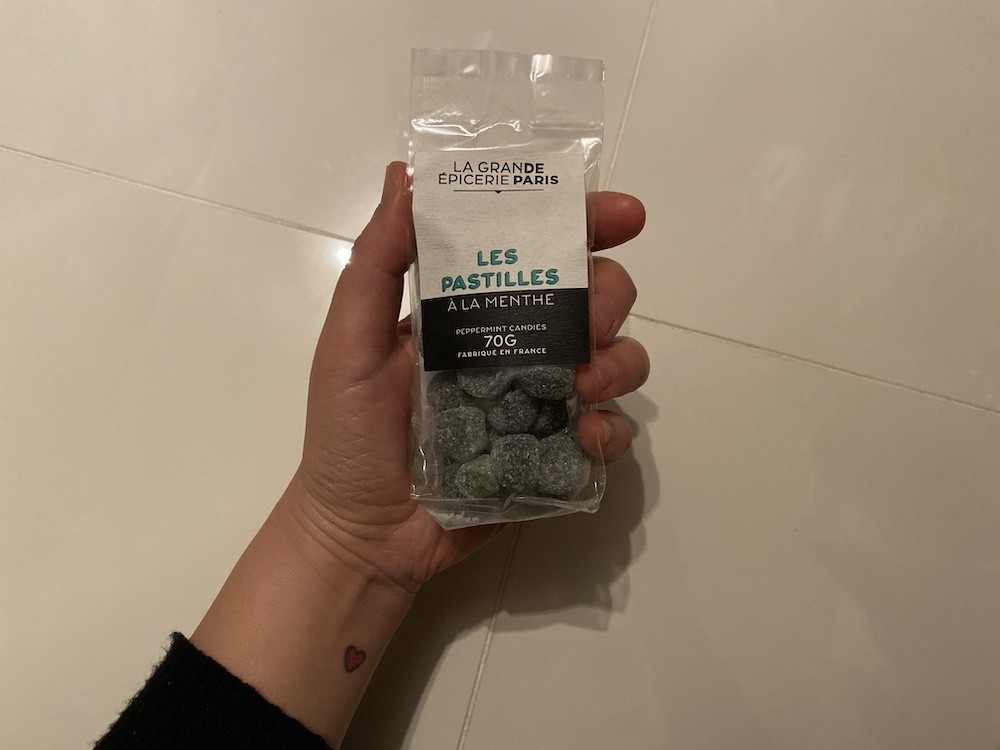 LA GRANDE
ÉPICERIE PARIS
LES
PASTILLES
À LA MENTHE
PEPPERMINT CANDIES
70G
FABRIQUÉ EN FRANCE